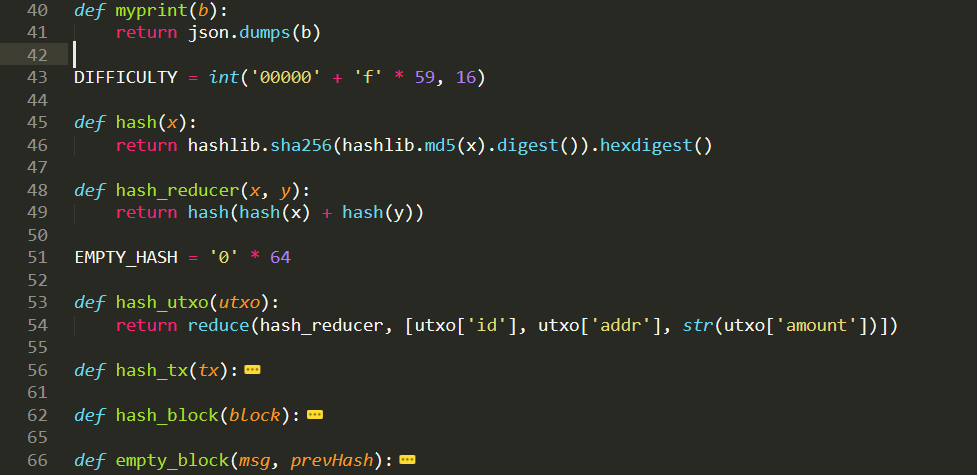 40 def myprint(b):
41     return json.dumps(b)
42
43 DIFFICULTY = int('00000' + 'f' * 59, 16)
44
45 def hash(x):
46     return hashlib.sha256(hashlib.md5(x).digest()).hexdigest()
47
48 def hash_reducer(x, y):
49     return hash(hash(x) + hash(y))
50
51 EMPTY_HASH = '0' * 64
52
53 def hash_utxo(utxo):
54     return reduce(hash_reducer, [utxo['id'], utxo['addr'], str(utxo['amount'])])
55
56 def hash_tx(tx):
61
62 def hash_block(block):
65
66 def empty_block(msg, prevHash):